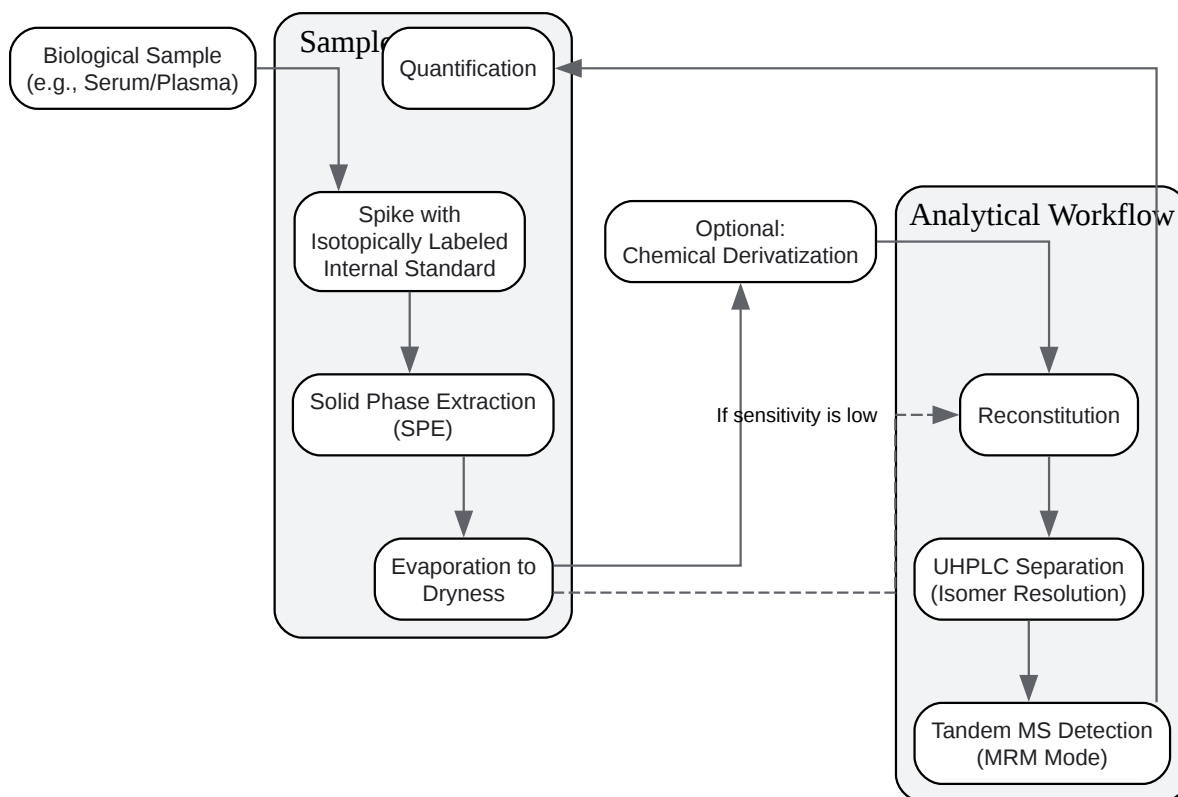 Biological Sample
(e.g., Serum/Plasma)
Sample
Quantification
Spike with
Isotopically Labeled
Internal Standard
Optional:
Chemical Derivatization
Analytical Workflow
Solid Phase Extraction
(SPE)
If sensitivity is low
Reconstitution
Evaporation to
Dryness
UHPLC Separation
(Isomer Resolution)
Tandem MS Detection
(MRM Mode)